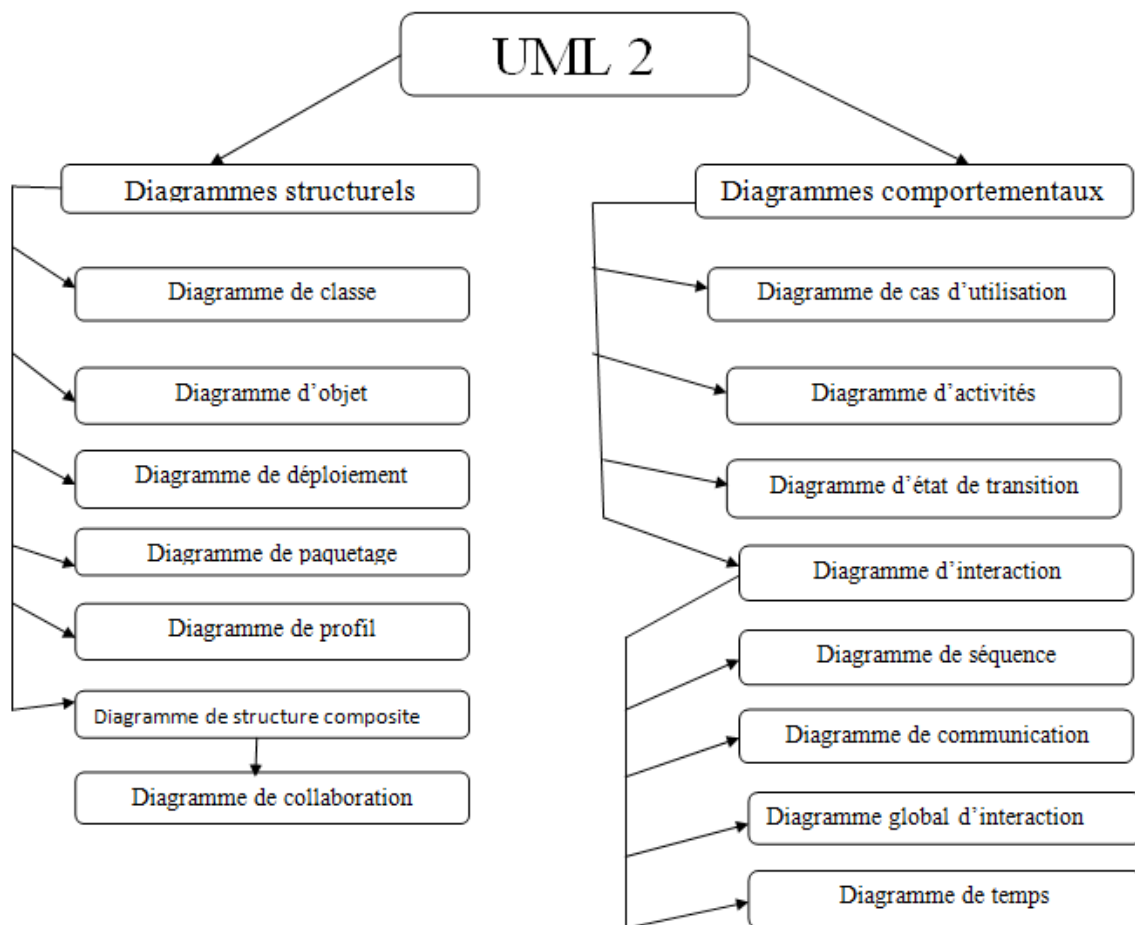 UML 2
Diagrammes structurels
Diagramme de classe
Diagramme d’objet
Diagramme de déploiement
Diagramme de paquetage
Diagramme de profil
Diagramme de structure composite
Diagramme de collaboration
Diagrammes comportementaux
Diagramme de cas d’utilisation
Diagramme d’activités
Diagramme d’état de transition
Diagramme d’interaction
Diagramme de séquence
Diagramme de communication
Diagramme global d’interaction
Diagramme de temps